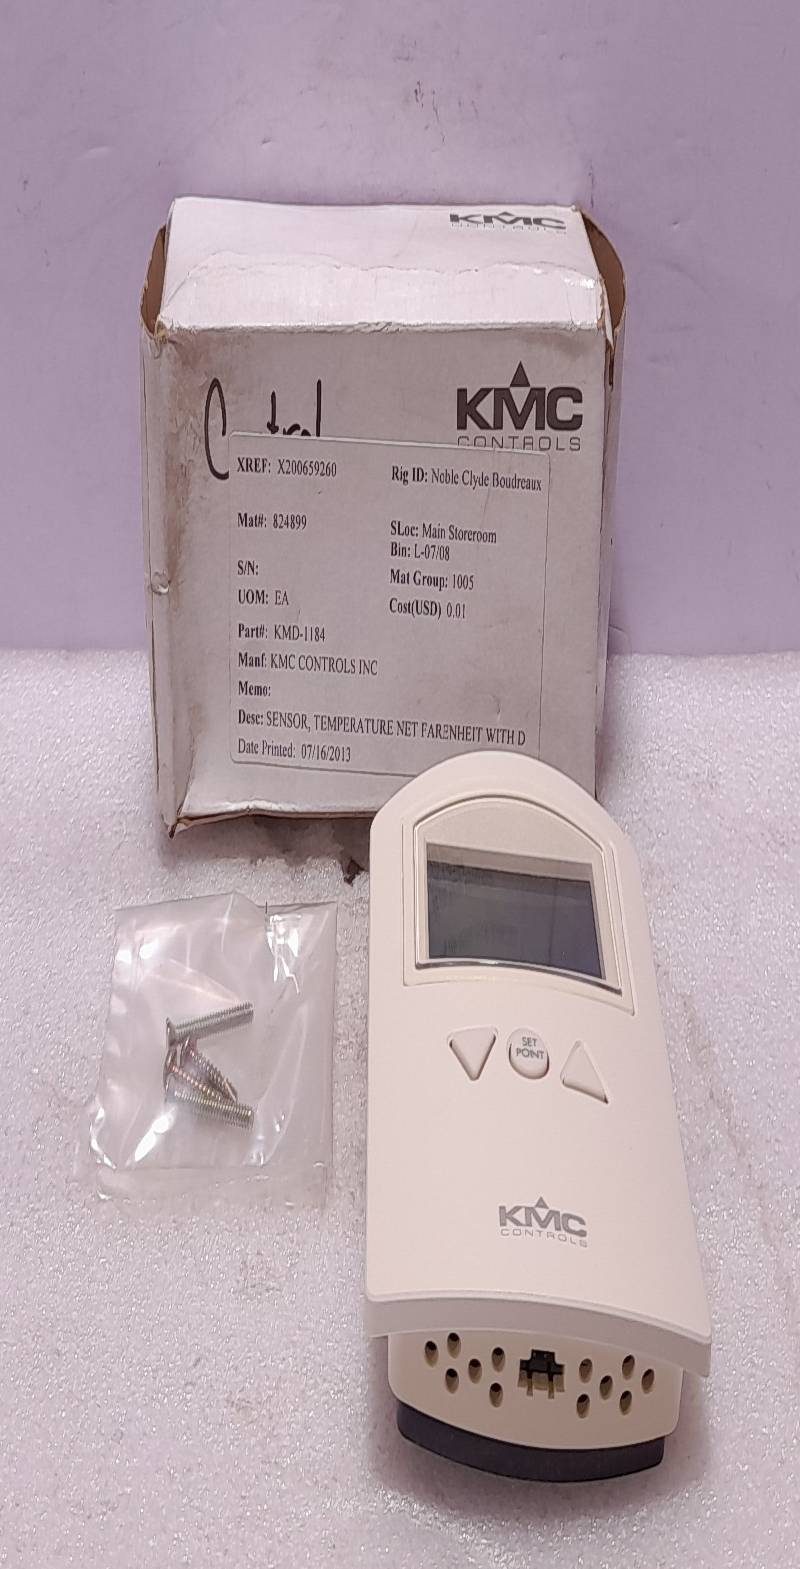 KMC
CONTROLS
KMC
CONTROLS
Control
XREF: X200659260
Rig ID: Noble Clyde Boudreaux
Mat#: 824899
SLoc: Main Storeroom
Bin: L-07/08
S/N:
Mat Group: 1005
UOM: EA
Cost(USD) 0.01
Part#: KMD-1184
Manf: KMC CONTROLS INC
Memo:
Desc: SENSOR, TEMPERATURE NET FARENHEIT WITH D
Date Printed: 07/16/2013
SET
POINT
KMC
CONTROLS